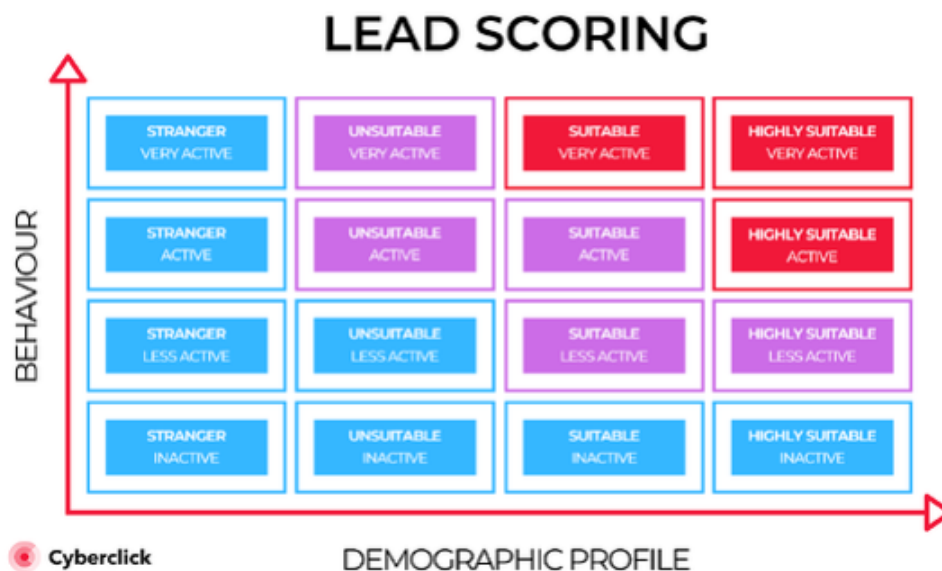 LEAD SCORING
BEHAVIOUR
STRANGER
VERY ACTIVE
UNSUITABLE
VERY ACTIVE
SUITABLE
VERY ACTIVE
HIGHLY SUITABLE
VERY ACTIVE
STRANGER
ACTIVE
UNSUITABLE
ACTIVE
SUITABLE
ACTIVE
HIGHLY SUITABLE
ACTIVE
STRANGER
LESS ACTIVE
UNSUITABLE
LESS ACTIVE
SUITABLE
LESS ACTIVE
HIGHLY SUITABLE
LESS ACTIVE
STRANGER
INACTIVE
UNSUITABLE
INACTIVE
SUITABLE
INACTIVE
HIGHLY SUITABLE
INACTIVE
Cyberclick
DEMOGRAPHIC PROFILE